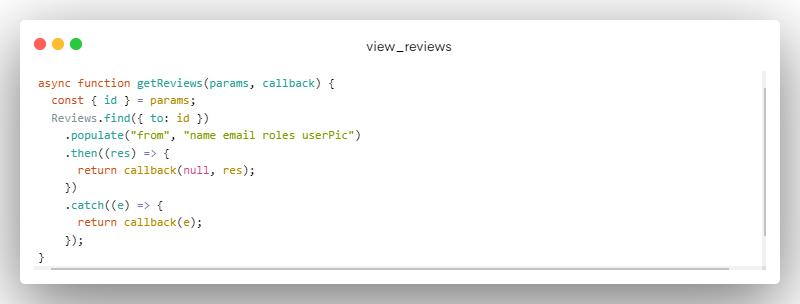 view_reviews
async function getReviews(params, callback) {
  const { id } = params;
  Reviews.find({ to: id })
    .populate("from", "name email roles userPic")
    .then((res) => {
      return callback(null, res);
    })
    .catch((e) => {
      return callback(e);
    });
}